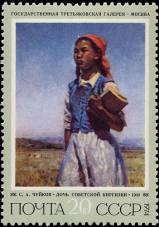 ГОСУДАРСТВЕННАЯ ТРЕТЬЯКОВСКАЯ ГАЛЕРЕЯ - МОСКВА
С. А. ЧУЙКОВ · ДОЧЬ СОВЕТСКОЙ КИРГИЗИИ · 1948
ПОЧТА 20 СССР 1974